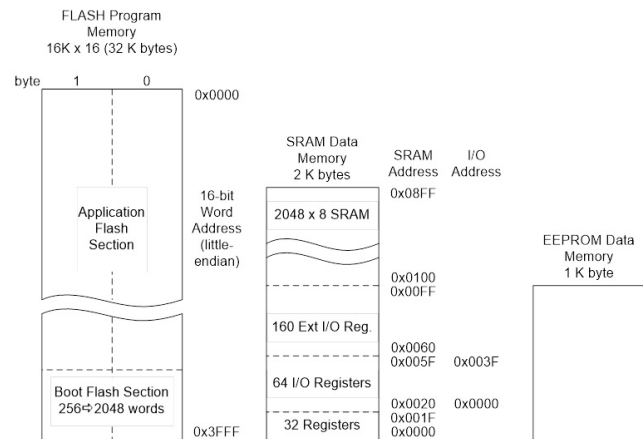 FLASH Program
Memory
16K x 16 (32 K bytes)
byte 1 0
0x0000
Application
Flash
Section
16-bit
Word
Address
(little-
endian)
Boot Flash Section
256⇨2048 words
0x3FFF
SRAM Data
Memory
2 K bytes
SRAM
Address
I/O
Address
0x08FF
2048 x 8 SRAM
0x0100
0x00FF
160 Ext I/O Reg.
0x0060
0x005F 0x003F
64 I/O Registers
0x0020 0x0000
0x001F
32 Registers
0x0000
EEPROM Data
Memory
1 K byte